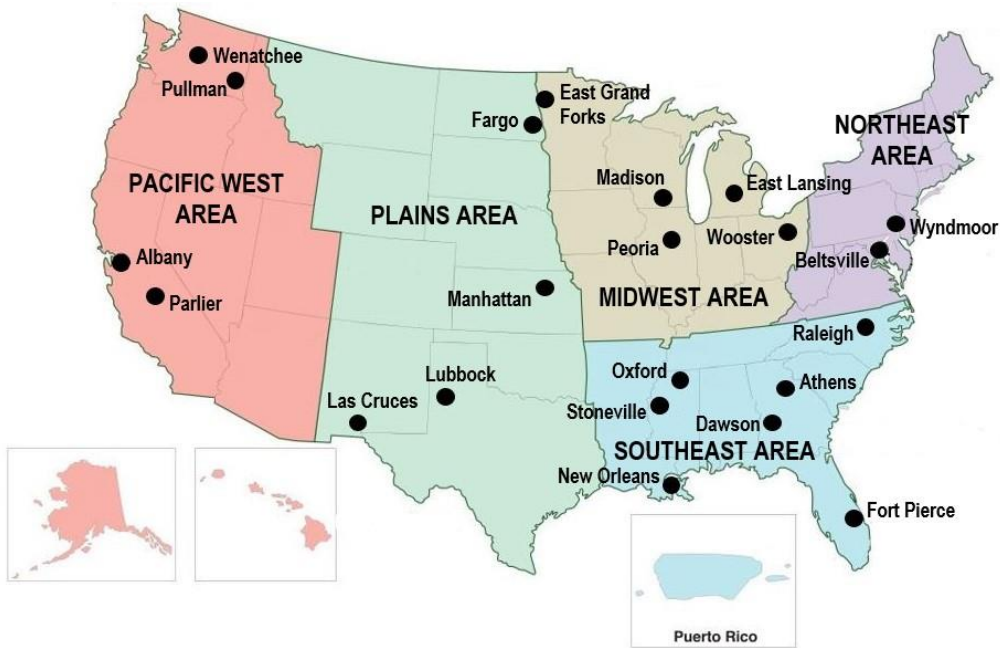 Wenatchee
Pullman
East Grand
Forks
Fargo
NORTHEAST
AREA
PACIFIC WEST
AREA
Madison
East Lansing
PLAINS AREA
Wyndmoor
Peoria
Wooster
Beltsville
Albany
Parlier
Manhattan
MIDWEST AREA
Raleigh
Oxford
Athens
Lubbock
Las Cruces
Stoneville
Dawson
SOUTHEAST AREA
New Orleans
Fort Pierce
Puerto Rico